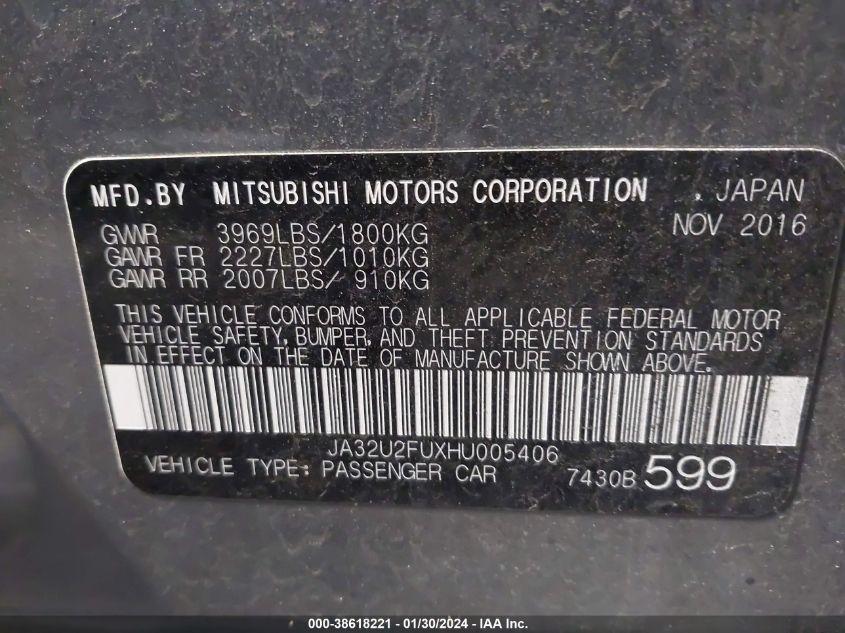 MFD.BY MITSUBISHI MOTORS CORPORATION , JAPAN
NOV 2016
GVWR 3969LBS/1800KG
GAWR FR 2227LBS/1010KG
GAWR RR 2007LBS/ 910KG
THIS VEHICLE CONFORMS TO ALL APPLICABLE FEDERAL MOTOR
VEHICLE SAFETY, BUMPER, AND THEFT PREVENTION STANDARDS
IN EFFECT ON THE DATE OF MANUFACTURE SHOWN ABOVE.
JA32U2FUXHU005406
VEHICLE TYPE: PASSENGER CAR 7430B 599
000-38618221 - 01/30/2024 - IAA Inc.